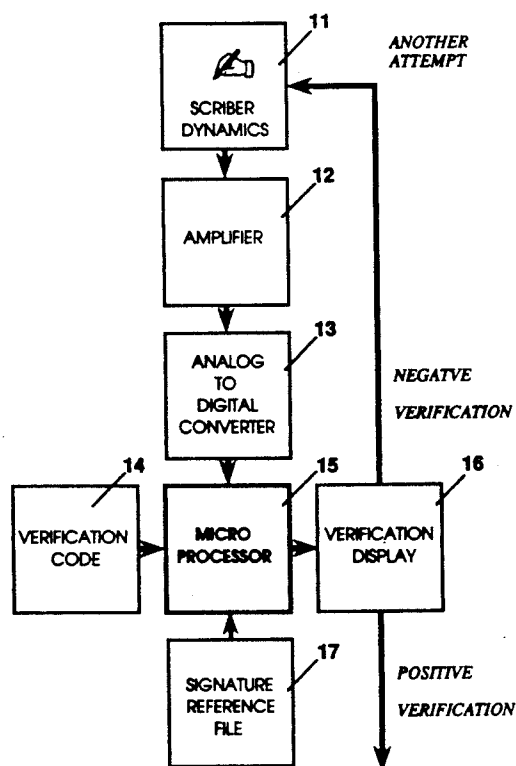 11
ANOTHER
ATTEMPT
SCRIBER
DYNAMICS
12
AMPLIFIER
13
ANALOG
TO
DIGITAL
CONVERTER
NEGATVE
VERIFICATION
14
15
16
VERIFICATION
CODE
MICRO
PROCESSOR
VERIFICATION
DISPLAY
17
SIGNATURE
REFERENCE
FILE
POSITIVE
VERIFICATION